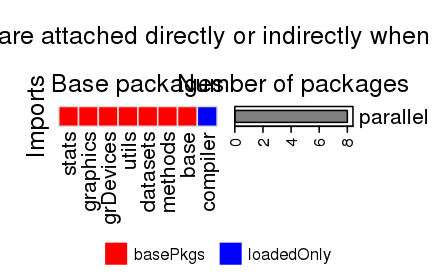 are attached directly or indirectly when
Base packages
Number of packages
Imports
parallel
stats
graphics
grDevices
utils
datasets
methods
base
compiler
0 2 4 6 8
basePkgs loadedOnly